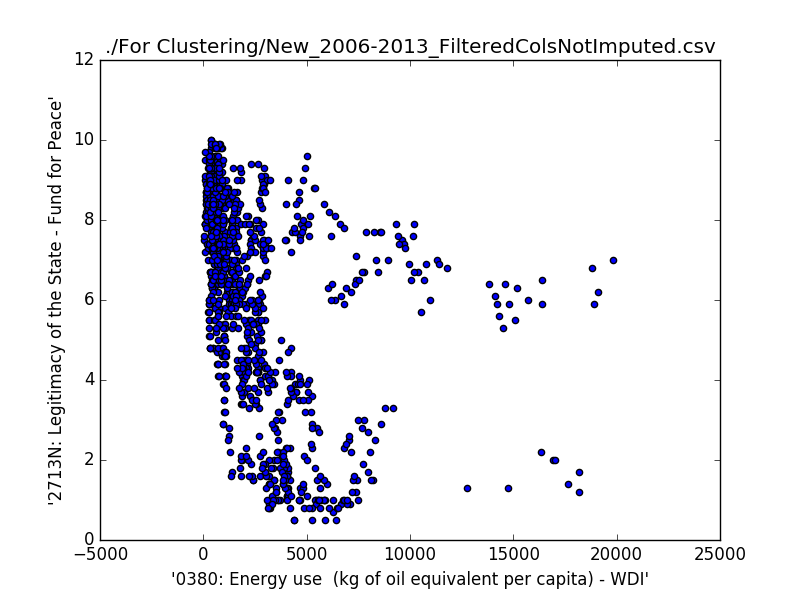 ./For Clustering/New_2006-2013_FilteredColsNotImputed.csv
'2713N: Legitimacy of the State - Fund for Peace'
12
10
8
6
4
2
0
−5000 0 5000 10000 15000 20000 25000
'0380: Energy use  (kg of oil equivalent per capita) - WDI'